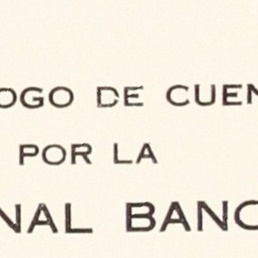 OGO DE CUEN
POR LA
NAL BANC